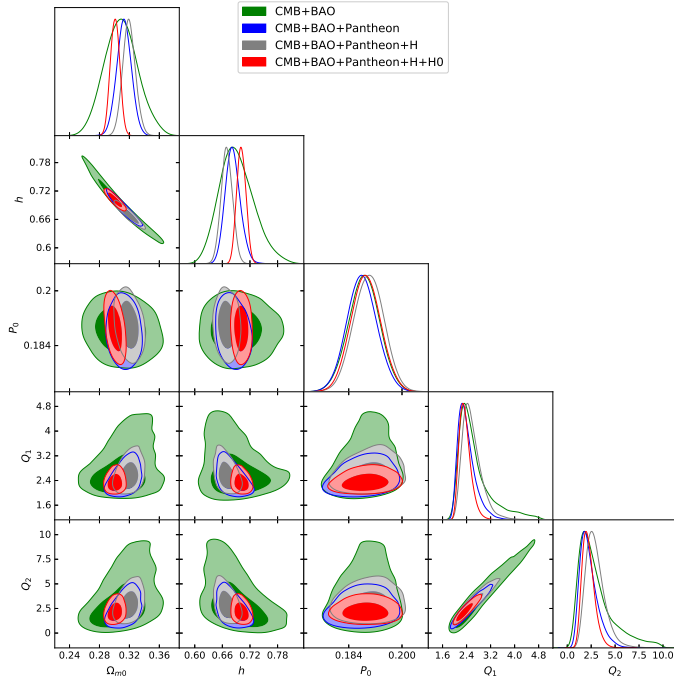 CMB+BAO
CMB+BAO+Pantheon
CMB+BAO+Pantheon+H
CMB+BAO+Pantheon+H+H0
0.78
0.72
h
0.66
0.6
0.2
P0
0.184
4.8
4.0
Q1
3.2
2.4
1.6
10
7.5
Q2
5
2.5
0
0.24 0.28 0.32 0.36 0.60 0.66 0.72 0.78 0.184 0.200 1.6 2.4 3.2 4.0 4.8 0.0 2.5 5.0 7.5 10.0
Ωm0 h P0 Q1 Q2